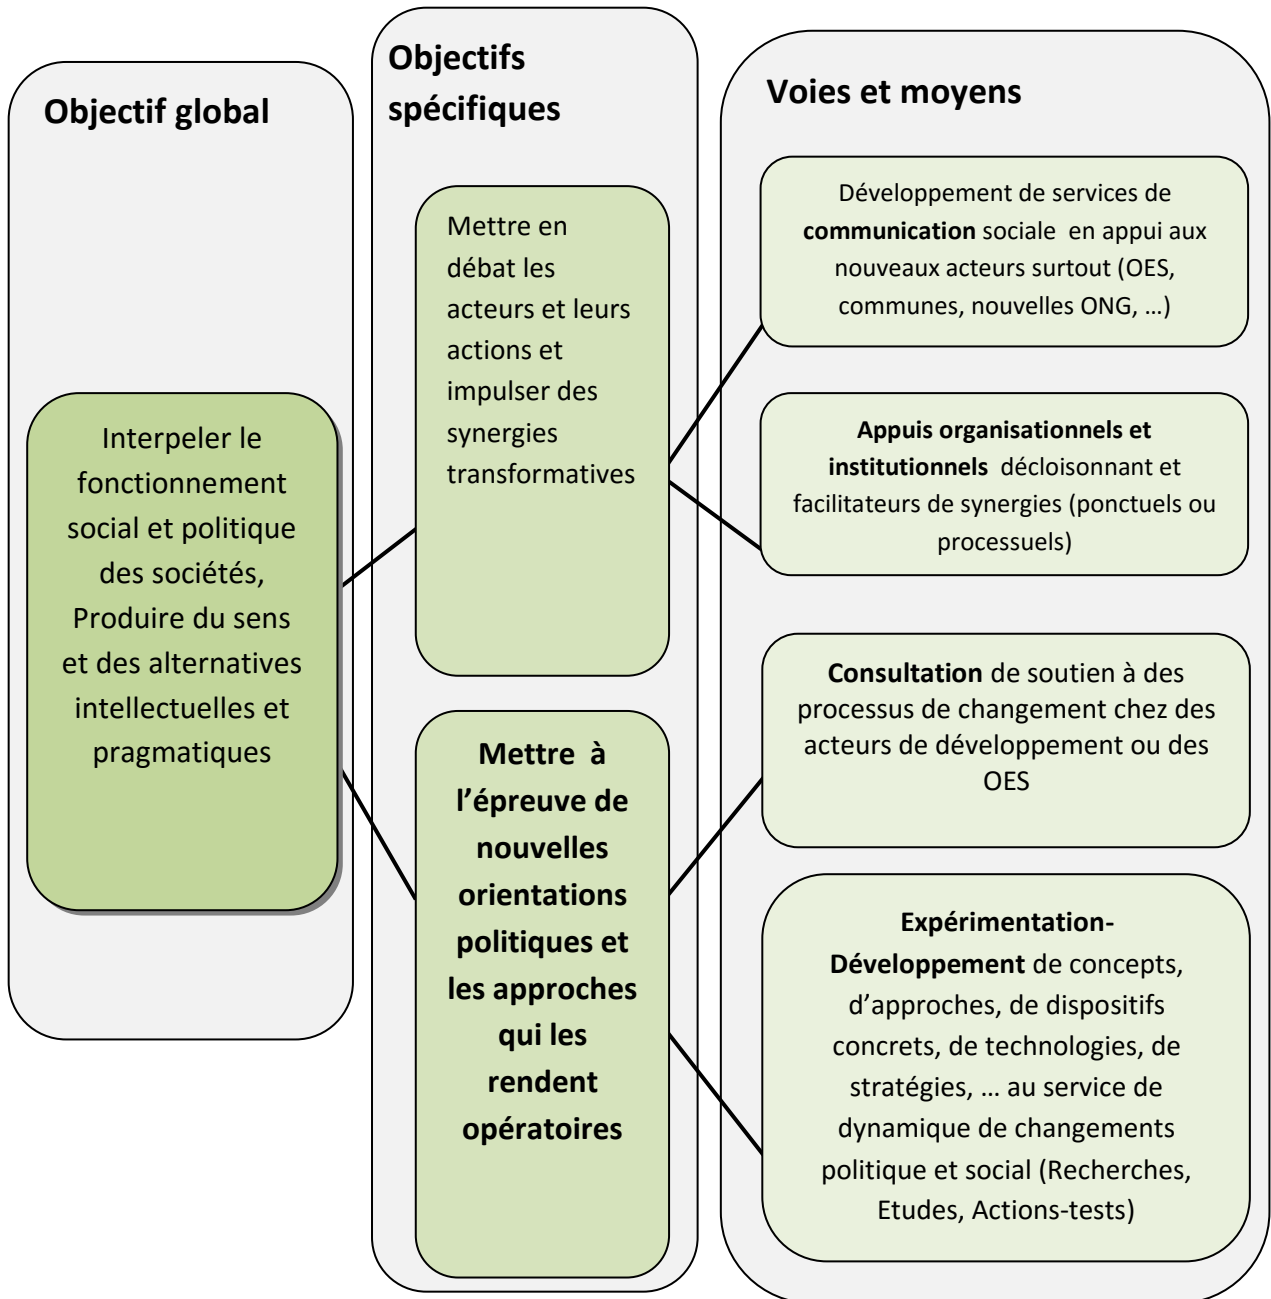 Objectif global
Interpeler le
fonctionnement
social et politique
des sociétés,
Produire du sens
et des alternatives
intellectuelles et
pragmatiques
Objectifs
spécifiques
Mettre en
débat les
acteurs et leurs
actions et
impulser des
synergies
transformatives
Mettre à
l’épreuve de
nouvelles
orientations
politiques et
les approches
qui les
rendent
opératoires
Voies et moyens
Développement de services de
communication sociale en appui aux
nouveaux acteurs surtout (OES,
communes, nouvelles ONG, …)
Appuis organisationnels et
institutionnels décloisonnant et
facilitateurs de synergies (ponctuels ou
processuels)
Consultation de soutien à des
processus de changement chez des
acteurs de développement ou des
OES
Expérimentation-
Développement de concepts,
d’approches, de dispositifs
concrets, de technologies, de
stratégies, … au service de
dynamique de changements
politique et social (Recherches,
Etudes, Actions-tests)